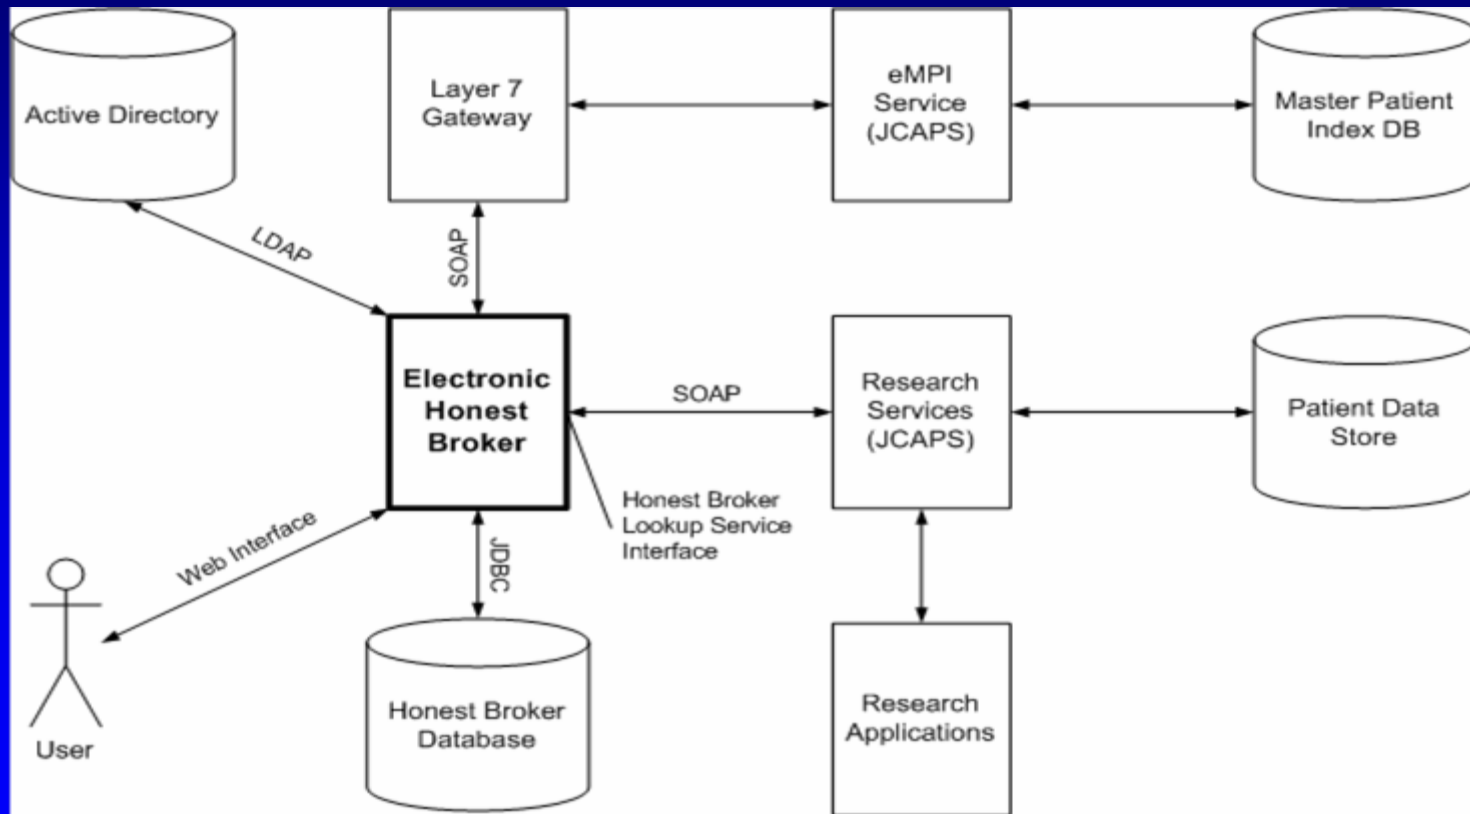 Active Directory
Layer 7
Gateway
eMPI
Service
(JCAPS)
Master Patient
Index DB
LDAP
SOAP
Electronic
Honest
Broker
SOAP
Research
Services
(JCAPS)
Patient Data
Store
Honest Broker
Lookup Service
Interface
Web Interface
JDBC
User
Honest Broker
Database
Research
Applications